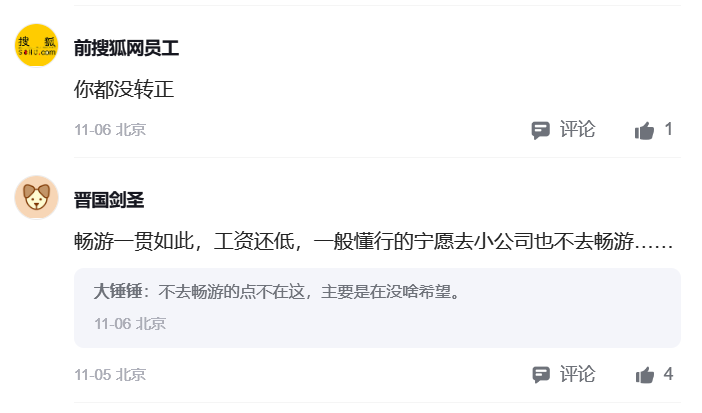 搜 狐
前搜狐网员工
你都没转正
11-06 北京
评论
1
晋国剑圣
畅游一贯如此，工资还低，一般懂行的宁愿去小公司也不去畅游……
大锤锤：不去畅游的点不在这，主要是在没啥希望。
11-06 北京
11-05 北京
评论
4